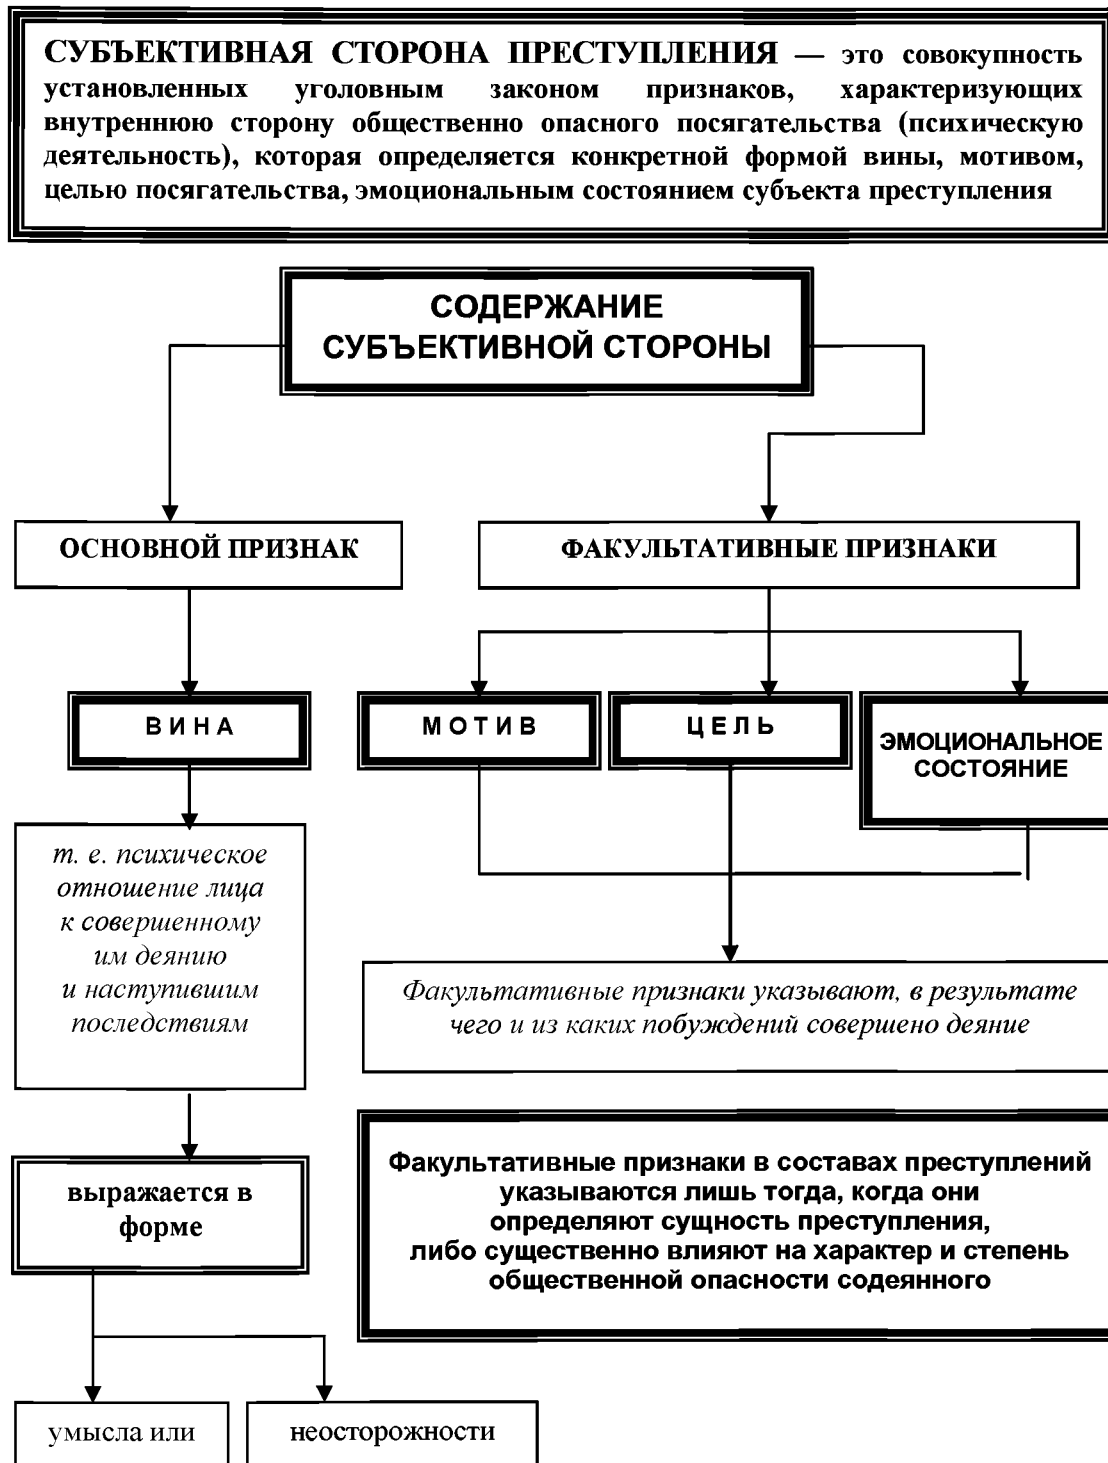 СУБЪЕКТИВНАЯ СТОРОНА ПРЕСТУПЛЕНИЯ — это совокупность
установленных уголовным законом признаков, характеризующих
внутреннюю сторону общественно опасного посягательства (психическую
деятельность), которая определяется конкретной формой вины, мотивом,
целью посягательства, эмоциональным состоянием субъекта преступления
СОДЕРЖАНИЕ
СУБЪЕКТИВНОЙ СТОРОНЫ
ОСНОВНОЙ ПРИЗНАК
ФАКУЛЬТАТИВНЫЕ ПРИЗНАКИ
В И Н А
М О Т И В
Ц Е Л Ь
ЭМОЦИОНАЛЬНОЕ
СОСТОЯНИЕ
т. е. психическое
отношение лица
к совершенному
им деянию
и наступившим
последствиям
Факультативные признаки указывают, в результате
чего и из каких побуждений совершено деяние
выражается в
форме
Факультативные признаки в составах преступлений
указываются лишь тогда, когда они
определяют сущность преступления,
либо существенно влияют на характер и степень
общественной опасности содеянного
умысла или
неосторожности